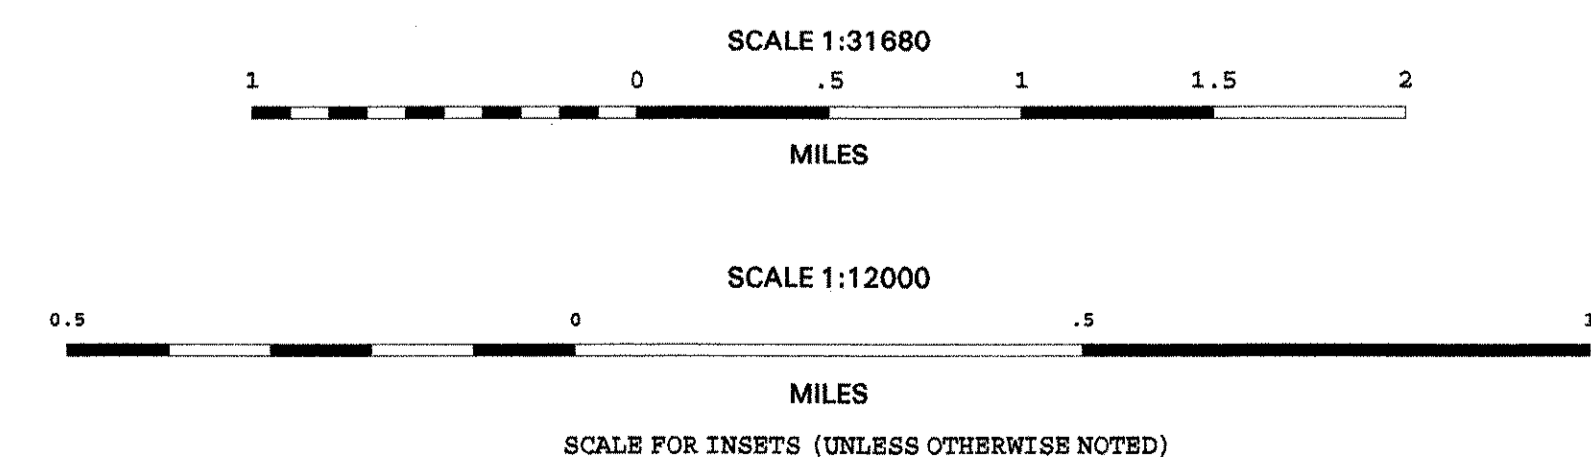 SCALE 1:31680
1 0 .5 1 1.5 2
MILES
SCALE 1:12000
0.5 0 .5 1
MILES
SCALE FOR INSETS (UNLESS OTHERWISE NOTED)